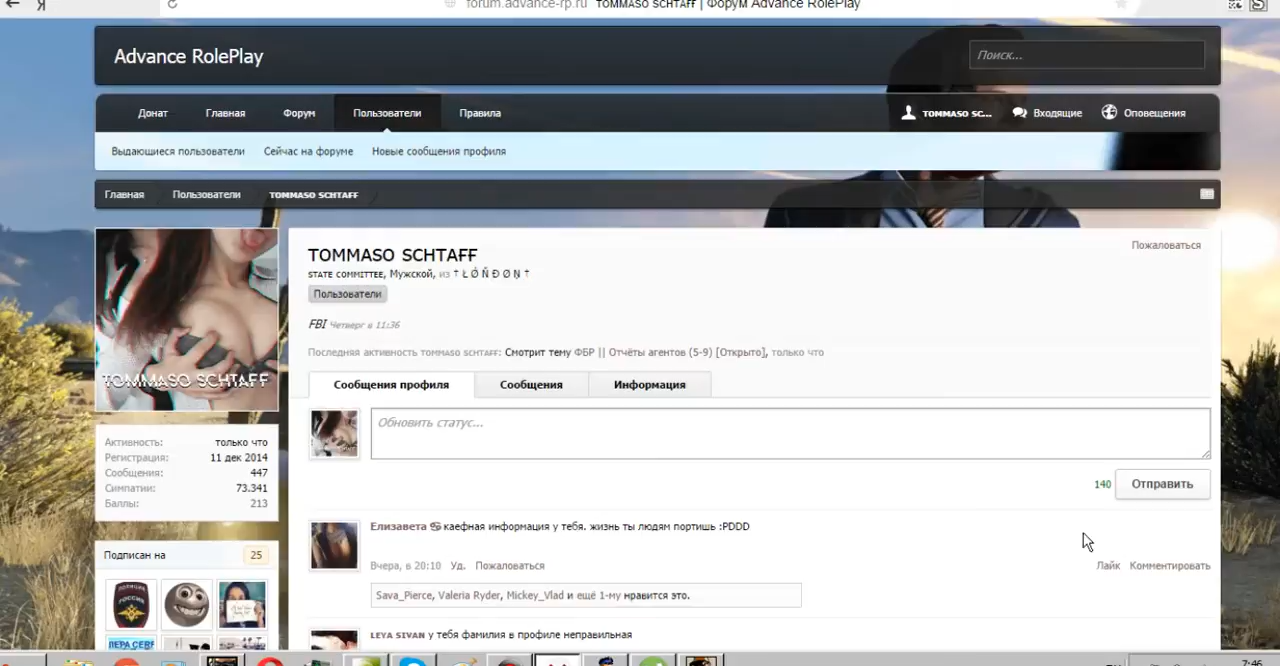 forum.advance-rp.ru TOMMASO SCHTAFF | Форум Advance RolePlay
Advance RolePlay
Поиск...
Донат Главная Форум Пользователи Правила TOMMASO SC... Входящие Оповещения
Выдающиеся пользователи Сейчас на форуме Новые сообщения профиля
Главная Пользователи TOMMASO SCHTAFF
TOMMASO SCHTAFF
Пожаловаться
STATE COMMITTEE, Мужской, из † Ł Ǿ Ń Đ Ø Ņ †
Пользователи
FBI Четверг в 11:36
Последняя активность TOMMASO SCHTAFF: Смотрит тему ФБР || Отчёты агентов (5-9) [Открыто], только что
TOMMASO SCHTAFF
Сообщения профиля Сообщения Информация
Обновить статус...
140 Отправить
Активность: только что
Регистрация: 11 дек 2014
Сообщения: 447
Симпатии: 73.341
Баллы: 213
Елизавета ♋ каефная информация у тебя. жизнь ты людям портишь :PDDD
Вчера, в 20:10 Уд. Пожаловаться Лайк Комментировать
Sava_Pierce, Valeria Ryder, Mickey_Vlad и ещё 1-му нравится это.
Подписан на 25
ПОЛИЦИЯ
РОССИЯ
LEYA SIVAN у тебя фамилия в профиле неправильная
7:46